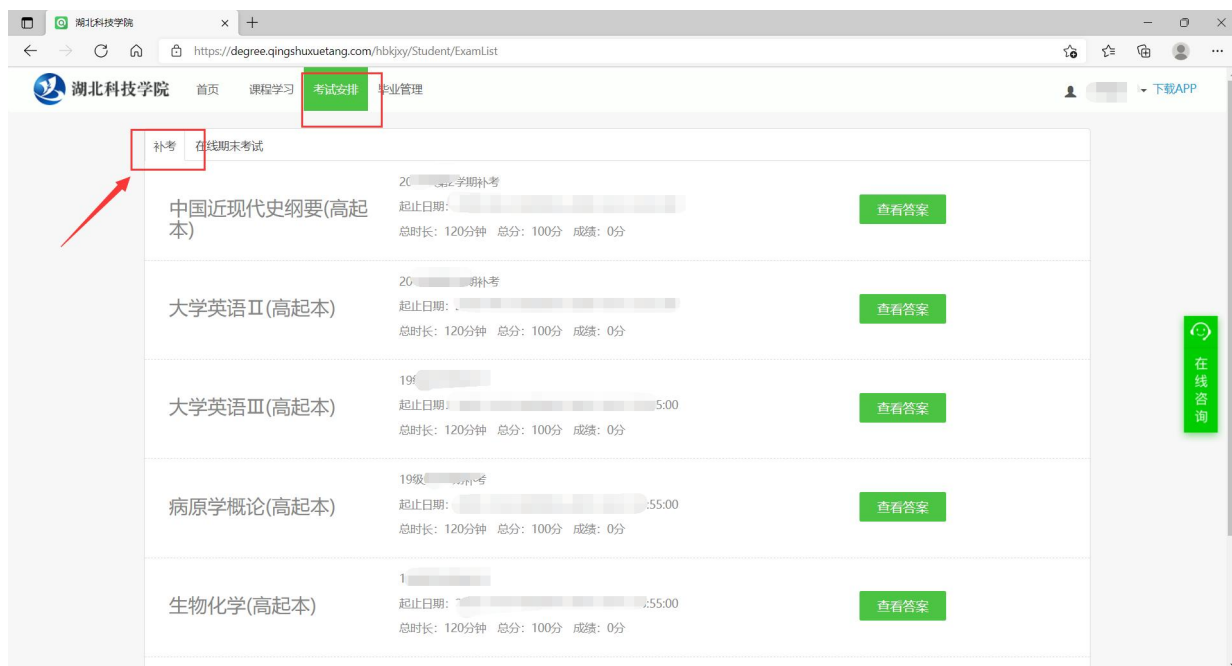 湖北科技学院
https://degree.qingshuxuetang.com/hbkjxy/Student/ExamList
湖北科技学院 首页 课程学习 考试安排 毕业管理 下载APP
补考 在线期末考试
学期补考
中国近现代史纲要(高起
本)
起止日期:
总时长: 120分钟 总分: 100分 成绩: 0分
查看答案
补考
大学英语Ⅱ(高起本)
起止日期:
总时长: 120分钟 总分: 100分 成绩: 0分
查看答案
大学英语Ⅲ(高起本)
起止日期: 5:00
总时长: 120分钟 总分: 100分 成绩: 0分
查看答案
19级
病原学概论(高起本)
起止日期: :55:00
总时长: 120分钟 总分: 100分 成绩: 0分
查看答案
生物化学(高起本)
起止日期: :55:00
总时长: 120分钟 总分: 100分 成绩: 0分
查看答案
在线咨询